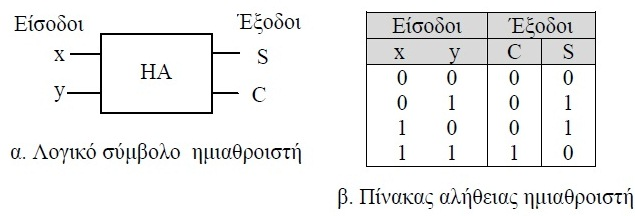 Είσοδοι Έξοδοι
x S
HA
y C
α. Λογικό σύμβολο ημιαθροιστή
Είσοδοι Έξοδοι
x y C S
0 0 0 0
0 1 0 1
1 0 0 1
1 1 1 0
β. Πίνακας αλήθειας ημιαθροιστή